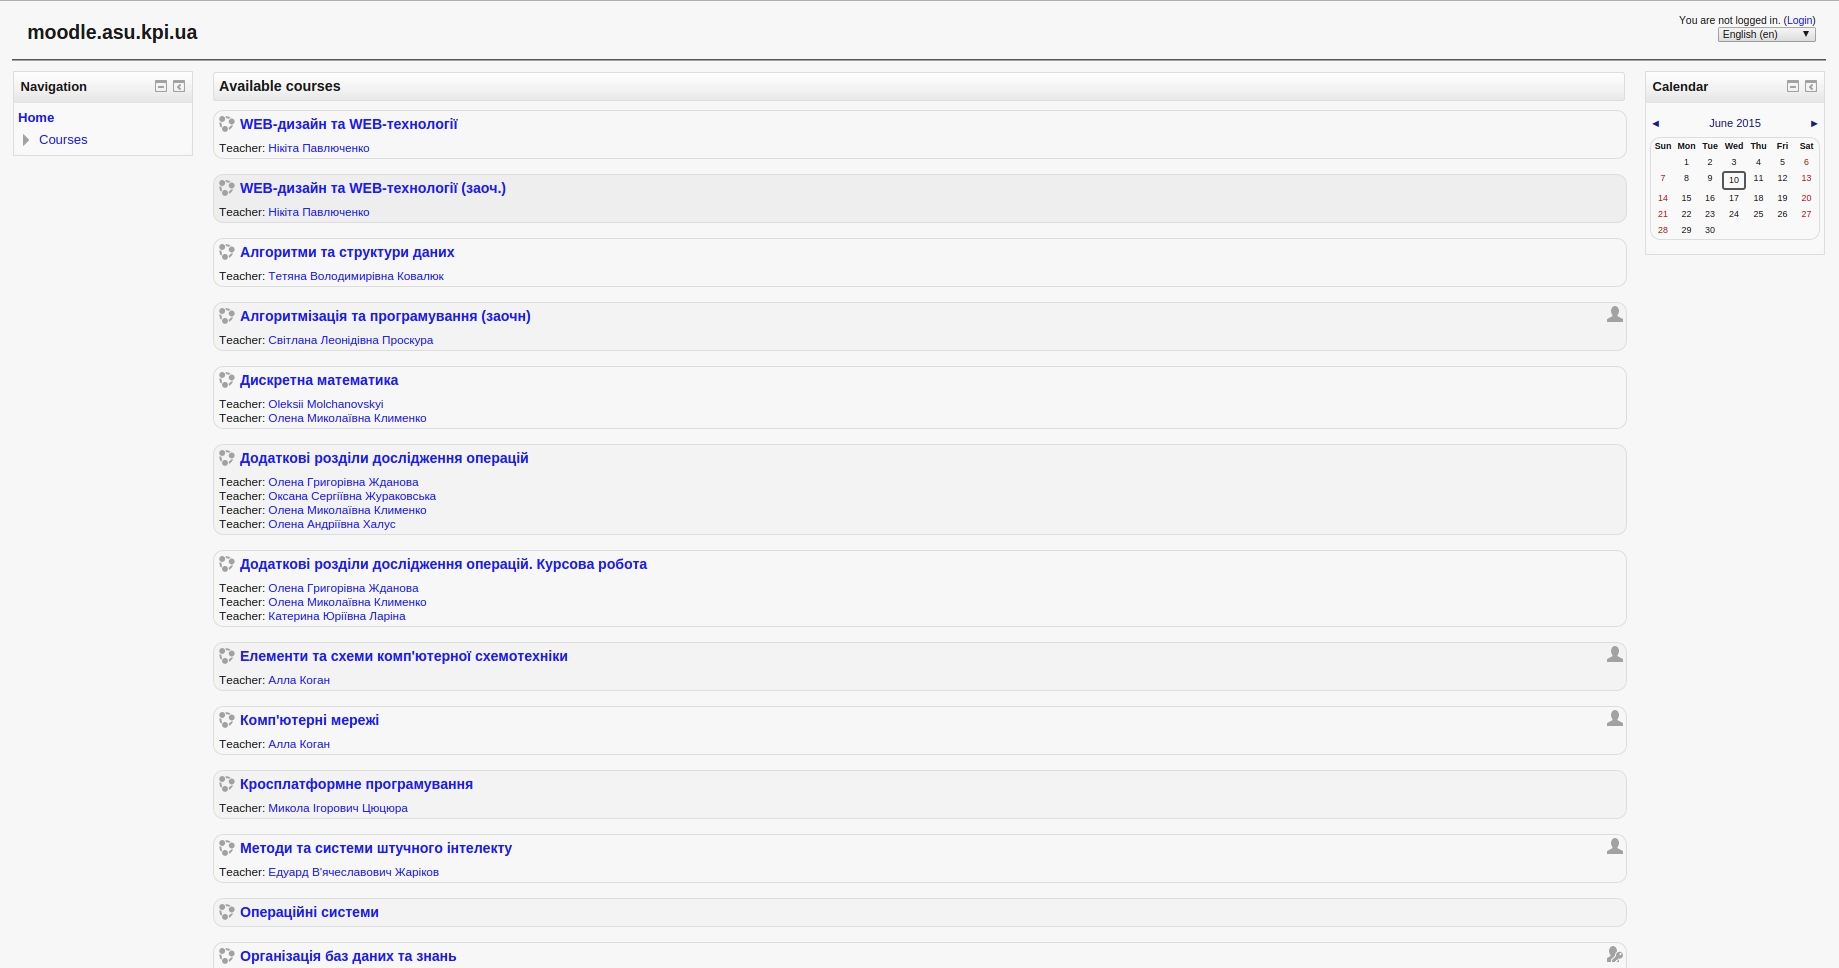 moodle.asu.kpi.ua
You are not logged in. (Login)
English (en)
Navigation
Home
Courses
Available courses
WEB-дизайн та WEB-технології
Teacher: Нікіта Павлюченко
WEB-дизайн та WEB-технології (заоч.)
Teacher: Нікіта Павлюченко
Алгоритми та структури даних
Teacher: Тетяна Володимирівна Ковалюк
Алгоритмізація та програмування (заочн)
Teacher: Світлана Леонідівна Проскура
Дискретна математика
Teacher: Oleksii Molchanovskyi
Teacher: Олена Миколаївна Клименко
Додаткові розділи дослідження операцій
Teacher: Олена Григорівна Жданова
Teacher: Оксана Сергіївна Жураковська
Teacher: Олена Миколаївна Клименко
Teacher: Олена Андріївна Халус
Додаткові розділи дослідження операцій. Курсова робота
Teacher: Олена Григорівна Жданова
Teacher: Олена Миколаївна Клименко
Teacher: Катерина Юріївна Ларіна
Елементи та схеми комп'ютерної схемотехніки
Teacher: Алла Коган
Комп'ютерні мережі
Teacher: Алла Коган
Кросплатформне програмування
Teacher: Микола Ігорович Цюцюра
Методи та системи штучного інтелекту
Teacher: Едуард В'ячеславович Жаріков
Операційні системи
Організація баз даних та знань
Calendar
◄ June 2015 ►
Sun Mon Tue Wed Thu Fri Sat
1 2 3 4 5 6
7 8 9 10 11 12 13
14 15 16 17 18 19 20
21 22 23 24 25 26 27
28 29 30